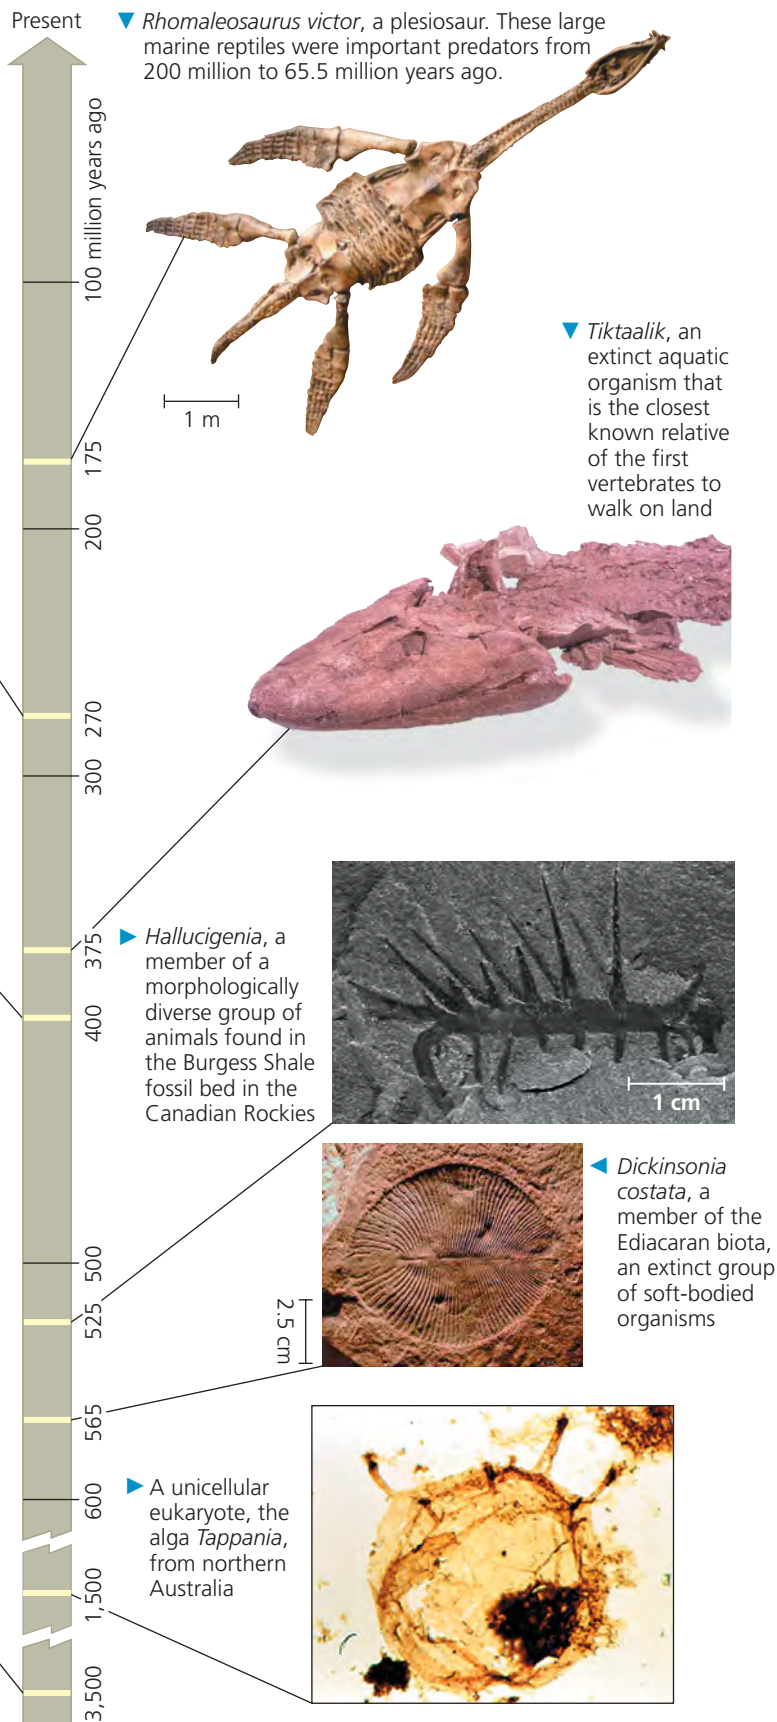 Present
Rhomaleosaurus victor, a plesiosaur. These large
marine reptiles were important predators from
200 million to 65.5 million years ago.
100 million years ago
1 m
175
200
Tiktaalik, an
extinct aquatic
organism that
is the closest
known relative
of the first
vertebrates to
walk on land
270
300
375
400
Hallucigenia, a
member of a
morphologically
diverse group of
animals found in
the Burgess Shale
fossil bed in the
Canadian Rockies
1 cm
Dickinsonia
costata, a
member of the
Ediacaran biota,
an extinct group
of soft-bodied
organisms
2.5 cm
500
525
565
600
A unicellular
eukaryote, the
alga Tappania,
from northern
Australia
1,500
3,500